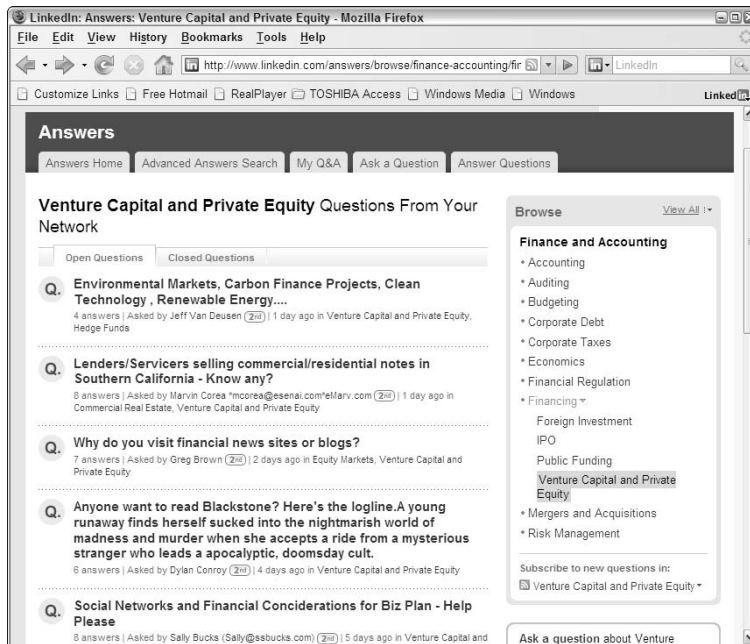 LinkedIn: Answers: Venture Capital and Private Equity - Mozilla Firefox
File Edit View History Bookmarks Tools Help
http://www.linkedin.com/answers/browse/finance-accounting/fir
LinkedIn
Customize Links Free Hotmail RealPlayer TOSHIBA Access Windows Media Windows
Linked in
Answers
Answers Home Advanced Answers Search My Q&A Ask a Question Answer Questions
Venture Capital and Private Equity Questions From Your
Network
Open Questions Closed Questions
Q. Environmental Markets, Carbon Finance Projects, Clean
Technology , Renewable Energy....
4 answers | Asked by Jeff Van Deusen 2nd | 1 day ago in Venture Capital and Private Equity,
Hedge Funds
Q. Lenders/Servicers selling commercial/residential notes in
Southern California - Know any?
8 answers | Asked by Marvin Corea *mcorea@esenai.com*eMarv.com 2nd | 1 day ago in
Commercial Real Estate, Venture Capital and Private Equity
Q. Why do you visit financial news sites or blogs?
7 answers | Asked by Greg Brown 2nd | 2 days ago in Equity Markets, Venture Capital and
Private Equity
Q. Anyone want to read Blackstone? Here's the logline.A young
runaway finds herself sucked into the nightmarish world of
madness and murder when she accepts a ride from a mysterious
stranger who leads a apocalyptic, doomsday cult.
6 answers | Asked by Dylan Conroy 2nd | 4 days ago in Venture Capital and Private Equity
Q. Social Networks and Financial Conciderations for Biz Plan - Help
Please
8 answers | Asked by Sally Bucks (Sally@ssbucks.com) 2nd | 5 days ago in Venture Capital and
Browse View All
Finance and Accounting
Accounting
Auditing
Budgeting
Corporate Debt
Corporate Taxes
Economics
Financial Regulation
Financing
Foreign Investment
IPO
Public Funding
Venture Capital and Private
Equity
Mergers and Acquisitions
Risk Management
Subscribe to new questions in:
Venture Capital and Private Equity
Ask a question about Venture